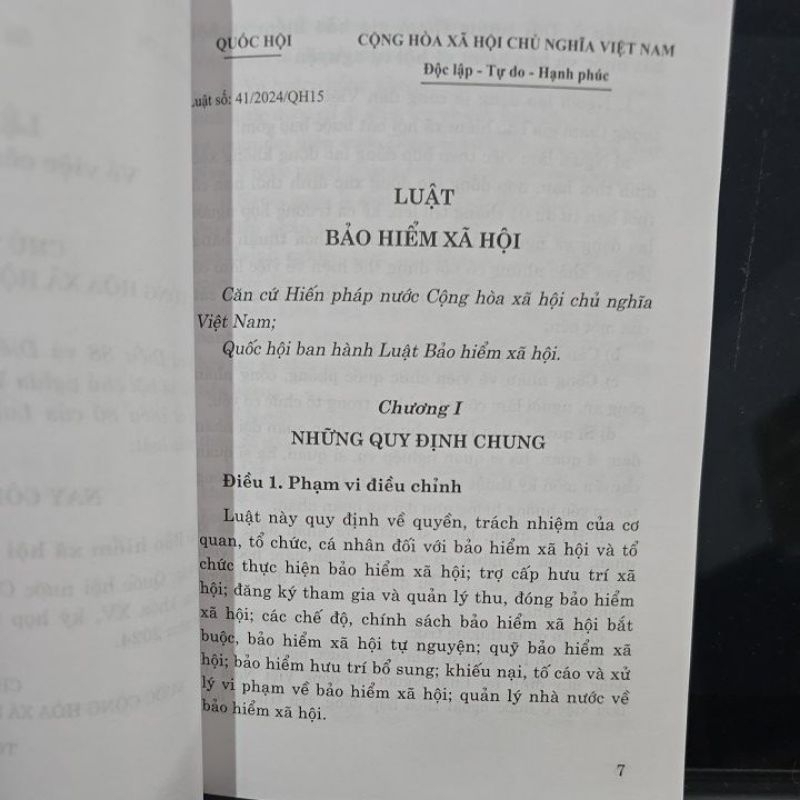 QUỐC HỘI
CỘNG HÒA XÃ HỘI CHỦ NGHĨA VIỆT NAM
Độc lập - Tự do - Hạnh phúc
Luật số: 41/2024/QH15
LUẬT
BẢO HIỂM XÃ HỘI
Căn cứ Hiến pháp nước Cộng hòa xã hội chủ nghĩa
Việt Nam;
Quốc hội ban hành Luật Bảo hiểm xã hội.
Chương I
NHỮNG QUY ĐỊNH CHUNG
Điều 1. Phạm vi điều chỉnh
Luật này quy định về quyền, trách nhiệm của cơ
quan, tổ chức, cá nhân đối với bảo hiểm xã hội và tổ
chức thực hiện bảo hiểm xã hội; trợ cấp hưu trí xã
hội; đăng ký tham gia và quản lý thu, đóng bảo hiểm
xã hội; các chế độ, chính sách bảo hiểm xã hội bắt
buộc, bảo hiểm xã hội tự nguyện; quỹ bảo hiểm xã
hội; bảo hiểm hưu trí bổ sung; khiếu nại, tố cáo và xử
lý vi phạm về bảo hiểm xã hội; quản lý nhà nước về
bảo hiểm xã hội.
7